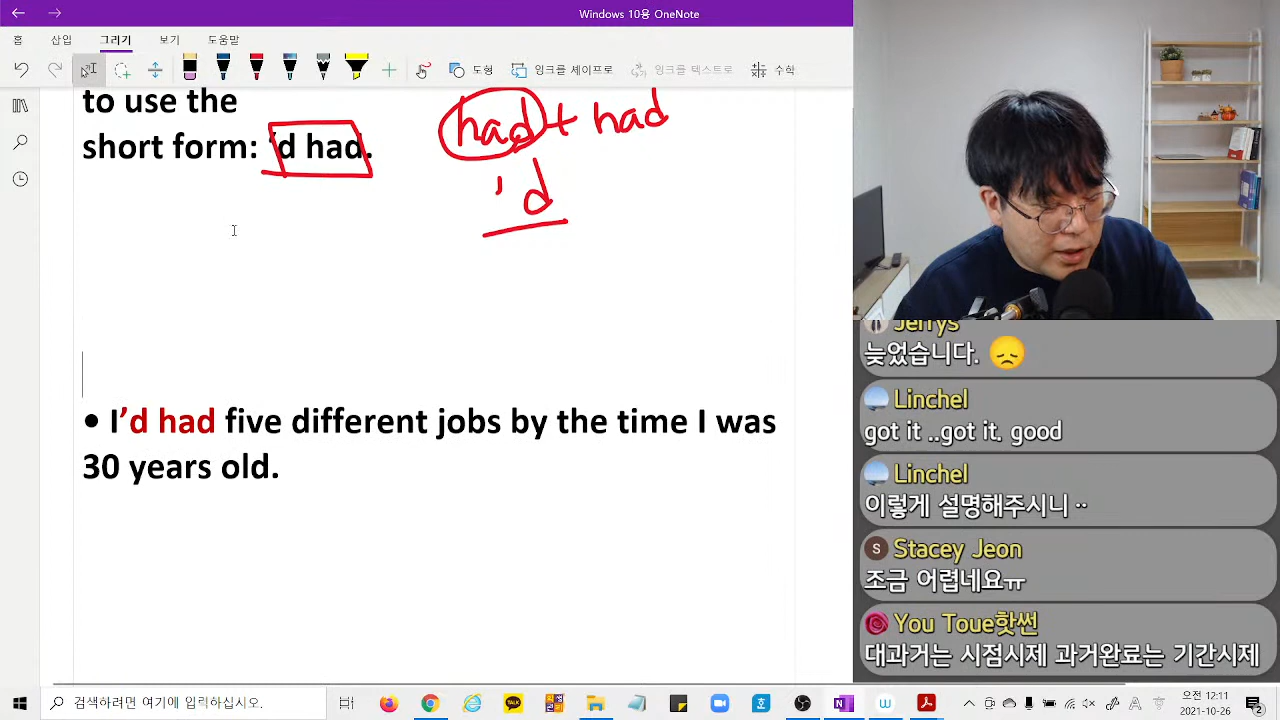 Windows 10용 OneNote
홈 삽입 그리기 보기 도움말
도형 잉크를 셰이프로 잉크를 텍스트로 수학
to use the
short form: 'd had.
had + had
'd
• I'd had five different jobs by the time I was
30 years old.
Jerrys
늦었습니다. 😞
Linchel
got it ..got it. good
Linchel
이렇게 설명해주시니 ··
S Stacey Jeon
조금 어렵네요ㅠ
You Toue핫썬
대과거는 시점시제 과거완료는 기간시제
검색하려면 여기에 입력하십시오.
TALK
오전 11:11
2021-10-26